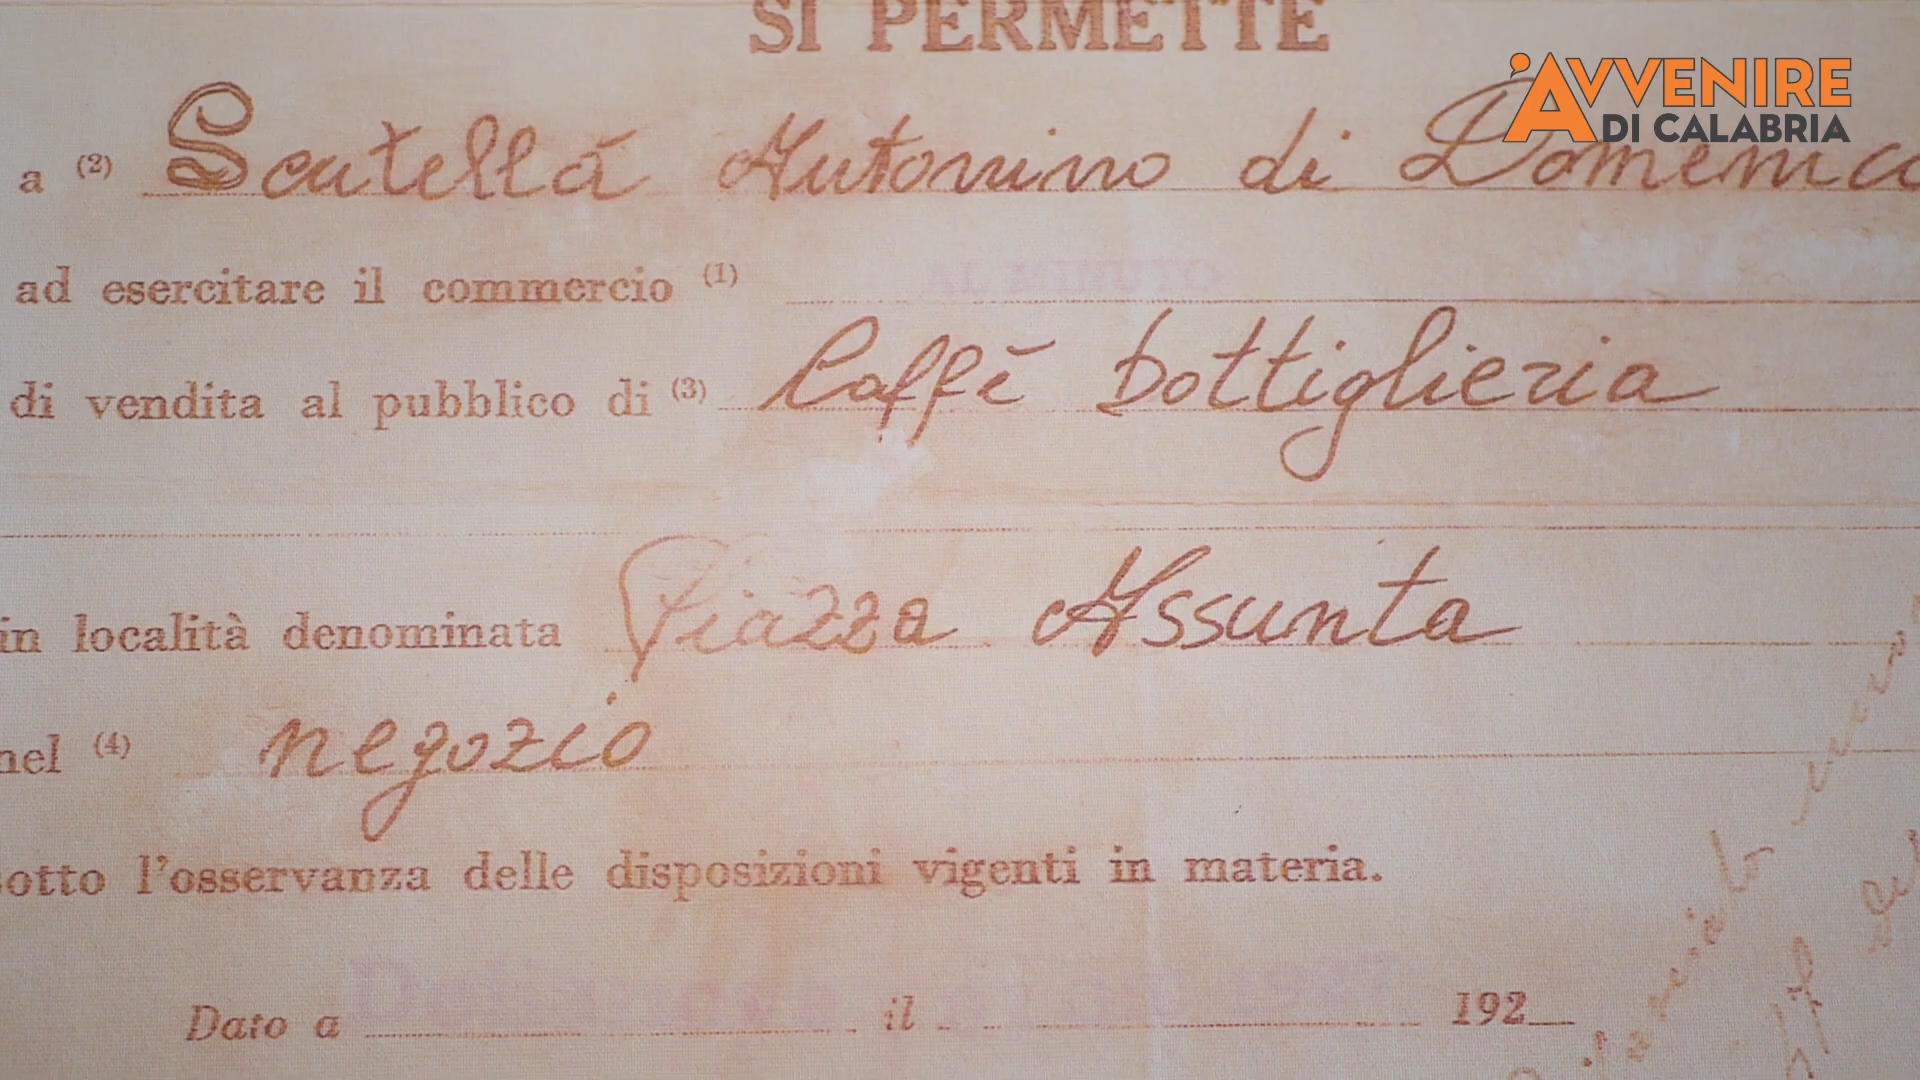 SI PERMETTE
'AVVENIRE
DI CALABRIA
a (2) Scutellà Antonino di Domenico
ad esercitare il commercio (1) AL MINUTO
di vendita al pubblico di (3) Caffè Bottiglieria
in località denominata Piazza Assunta
nel (4) negozio
sotto l'osservanza delle disposizioni vigenti in materia.
Dato a il 192